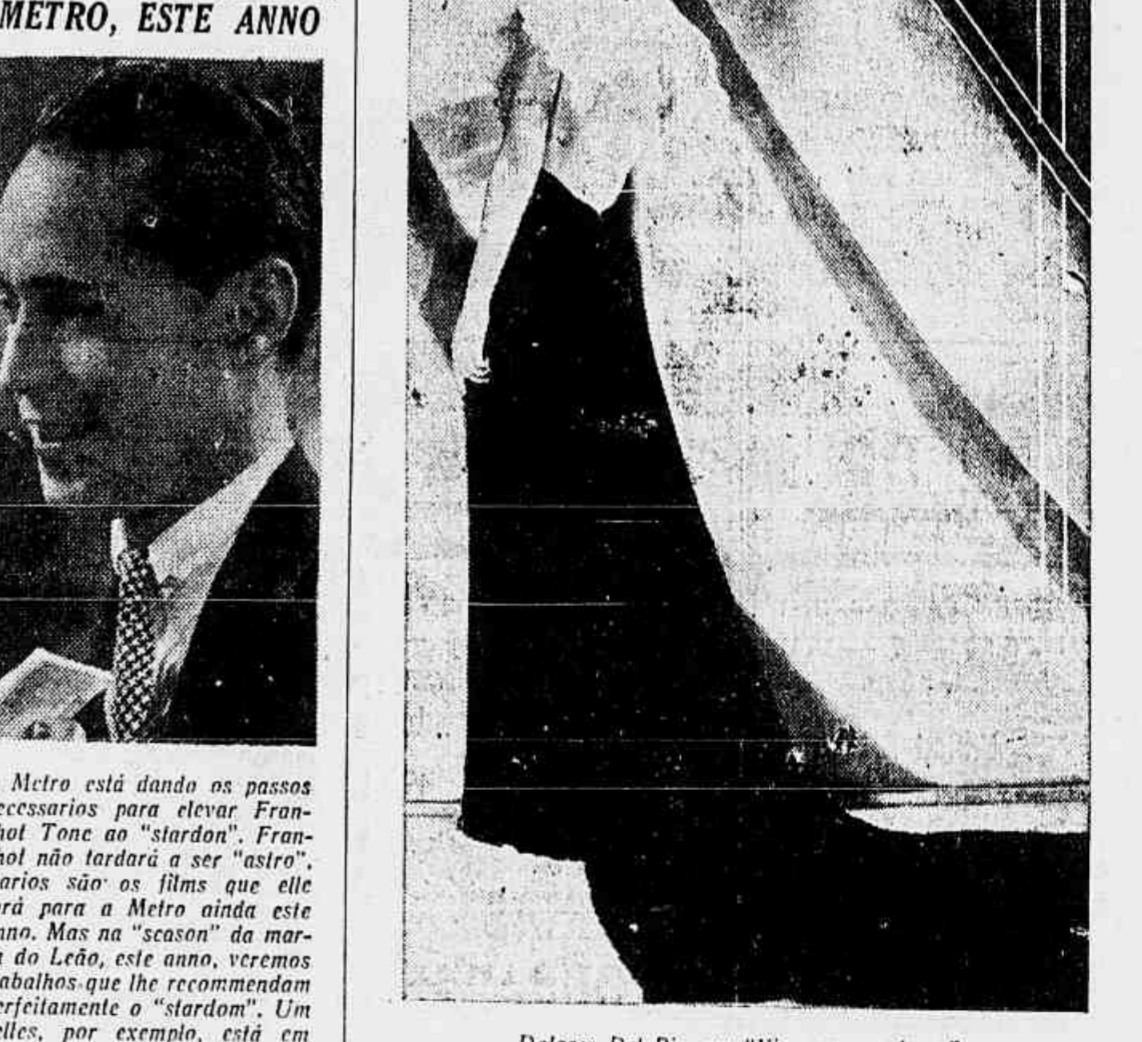 METRO, ESTE ANNO
Metro está dando os passos
ecessarios para elevar Fran-
hot Tone ao "stardon". Fran-
hot não tardará a ser "astro".
arios são os films que elle
ará para a Metro ainda este
nno. Mas na "season" da mar-
a do Leão, este anno, veremos
rabalhos que lhe recommendam
erfeitamente o "stardom". Um
elles, por exemplo, está em